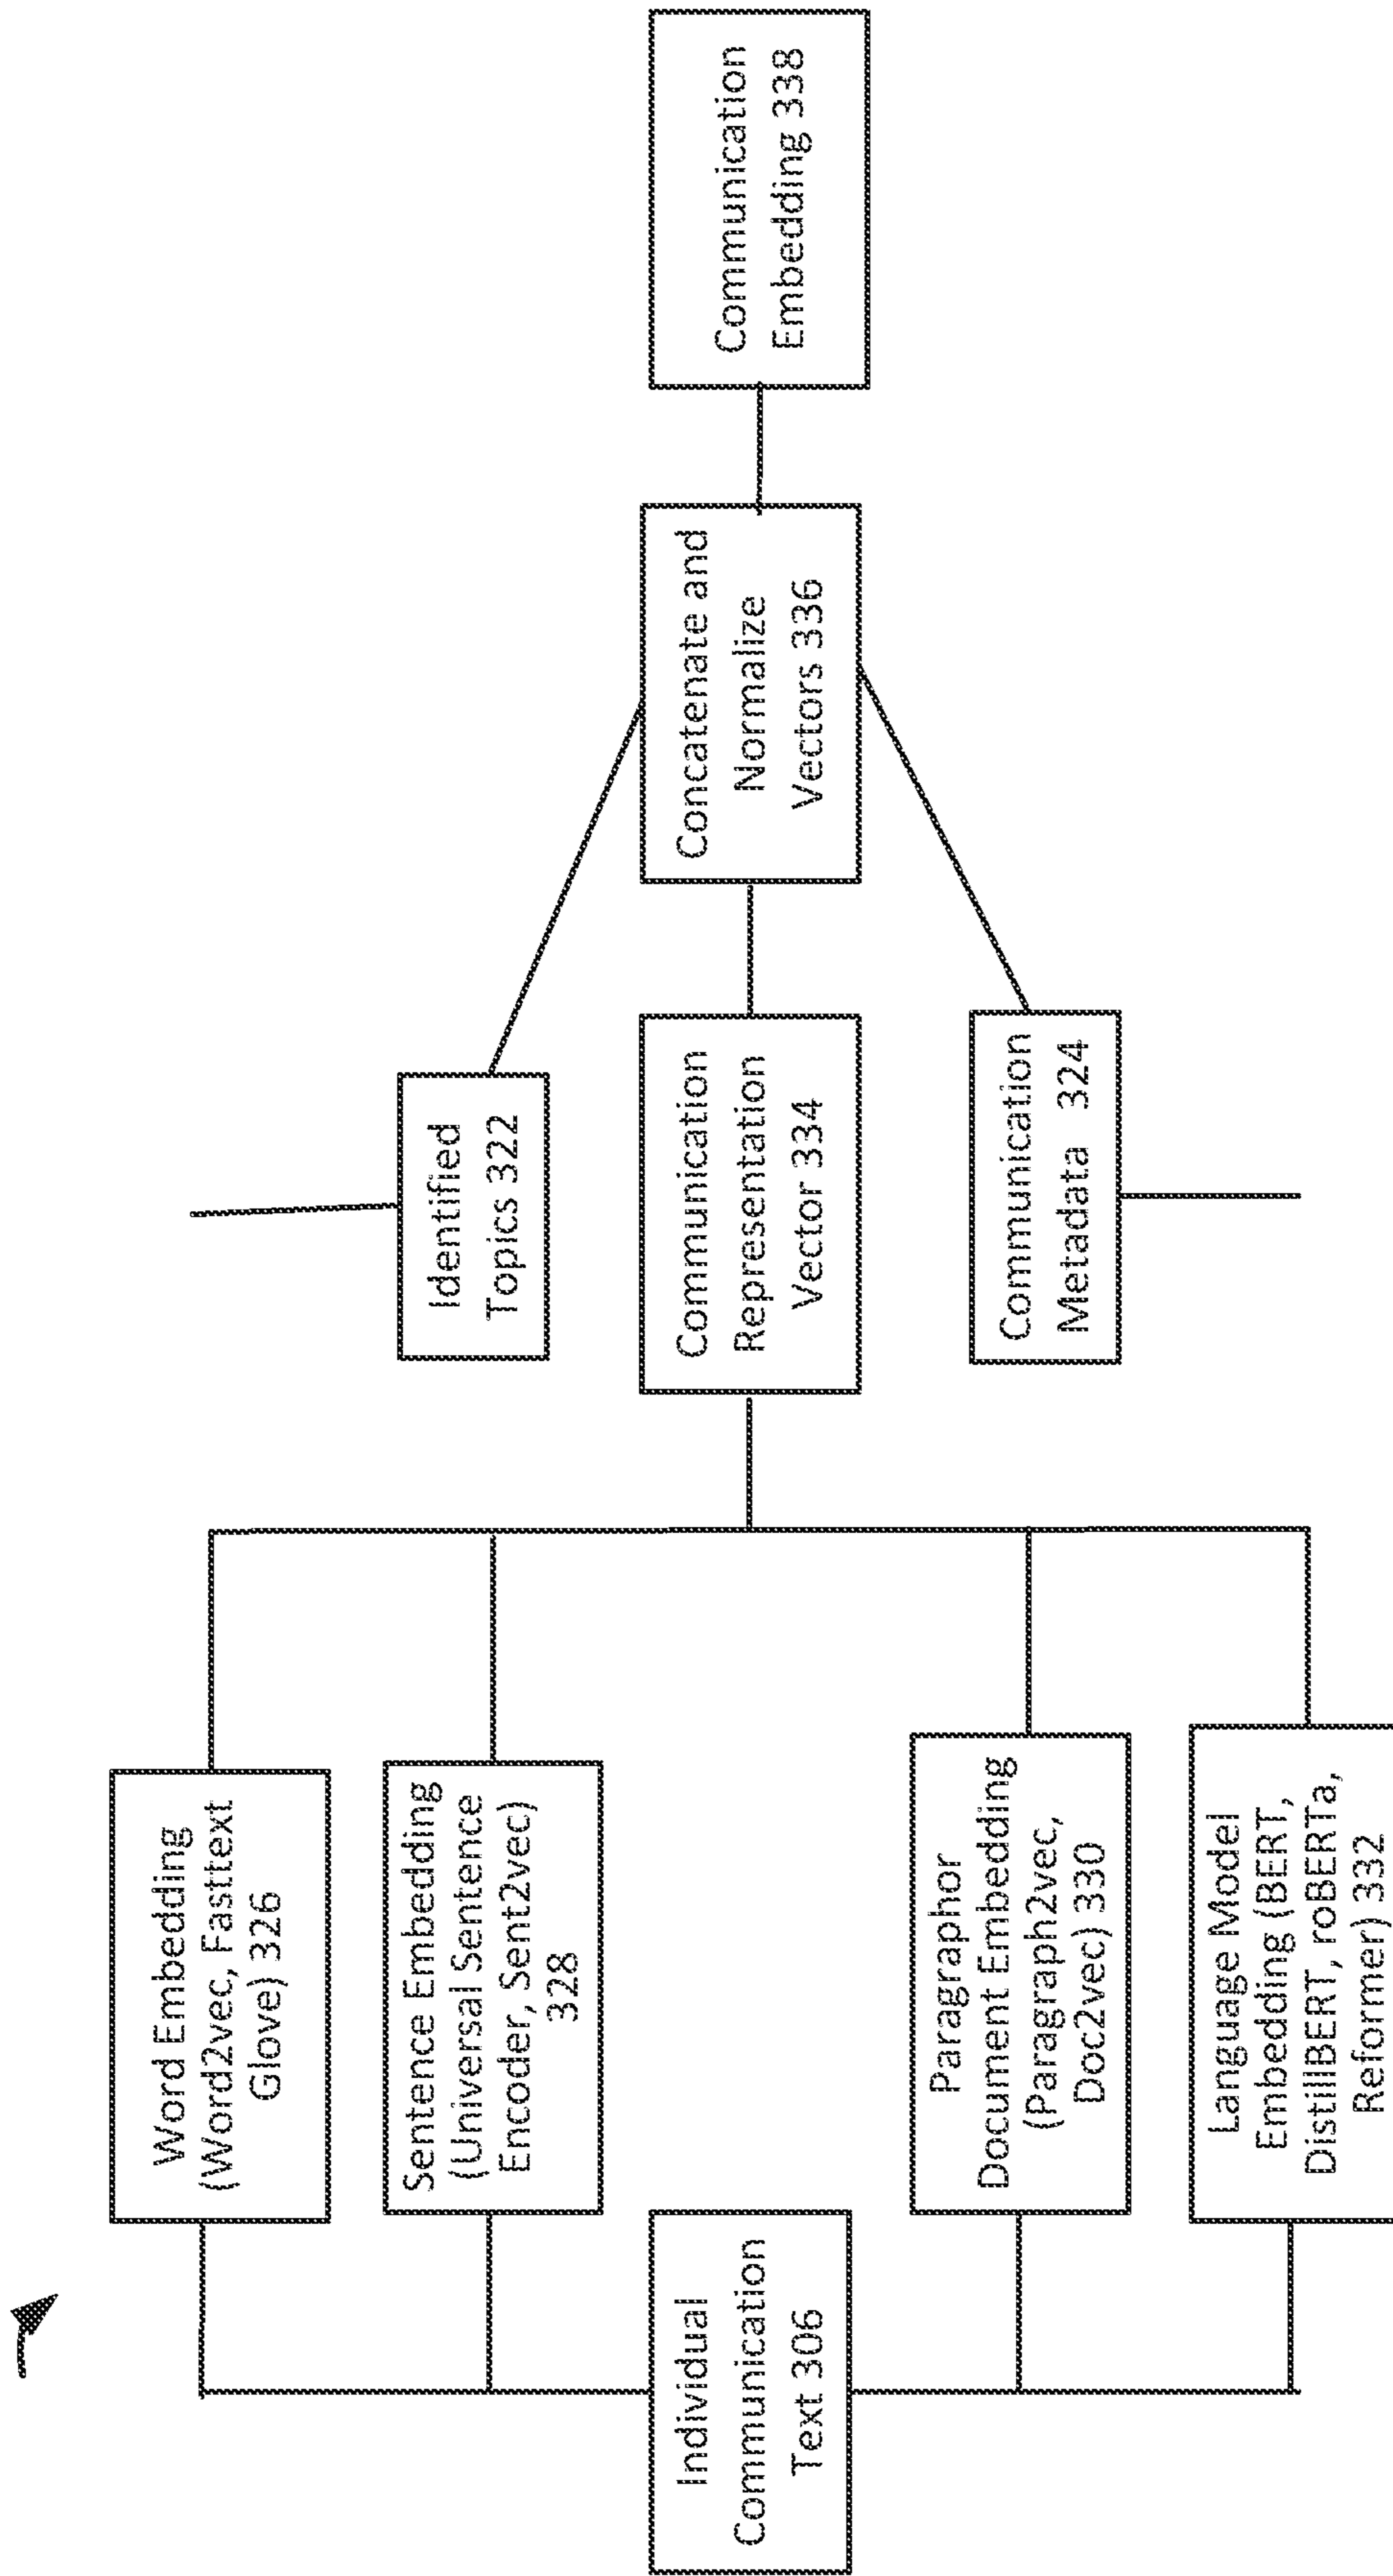 Word Embedding
(Word2vec, Fastext
Glove) 326
Sentence Embedding
(Universal Sentence
Encoder, Sent2vec)
328
Individual
Communication
Text 306
Paragraphor
Document Embedding
(Paragraph2vec,
Doc2vec) 330
Language Model
Embedding (BERT,
DistillBERT, roBERTa,
Reformer) 332
Identified
Topics 322
Communication
Representation
Vector 334
Communication
Metadata 324
Concatenate and
Normalize
Vectors 336
Communication
Embedding 338